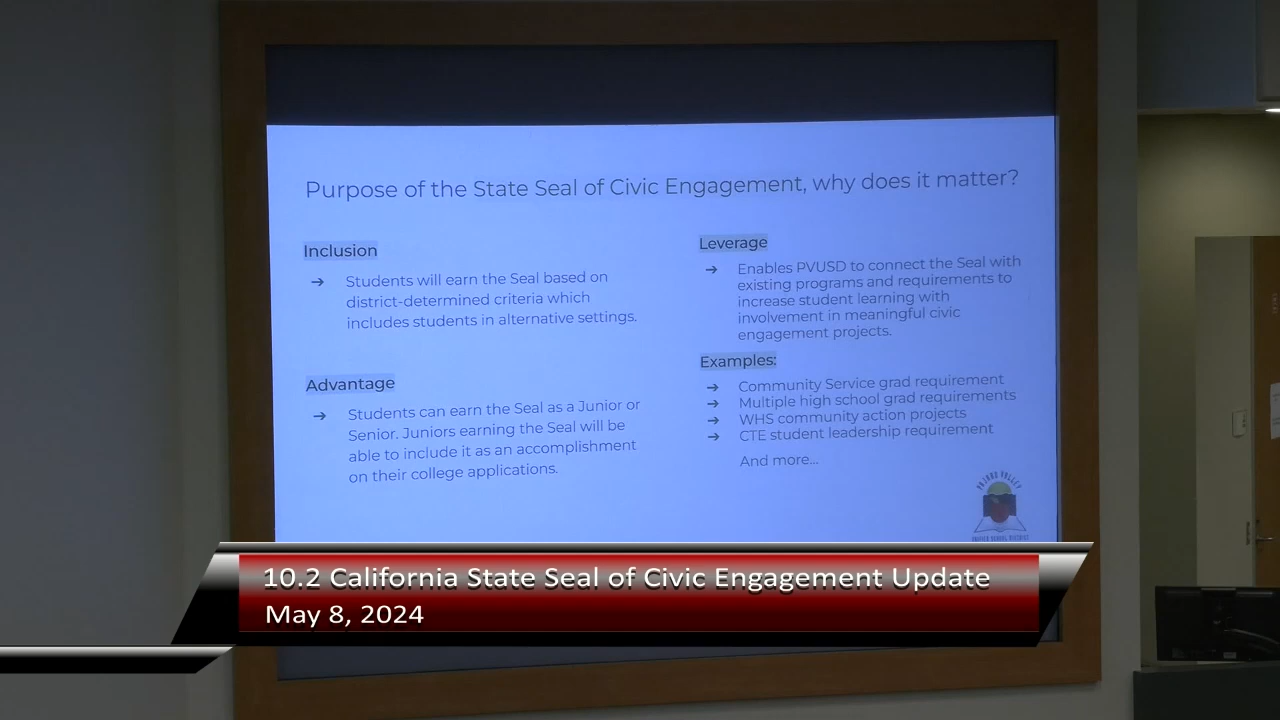 Purpose of the State Seal of Civic Engagement, why does it matter?
Inclusion
➔ Students will earn the Seal based on
district-determined criteria which
includes students in alternative settings.
Advantage
➔ Students can earn the Seal as a Junior or
Senior. Juniors earning the Seal will be
able to include it as an accomplishment
on their college applications.
Leverage
➔ Enables PVUSD to connect the Seal with
existing programs and requirements to
increase student learning with
involvement in meaningful civic
engagement projects.
Examples:
➔ Community Service grad requirement
➔ Multiple high school grad requirements
➔ WHS community action projects
➔ CTE student leadership requirement
And more...
PAJARO VALLEY
UNIFIED SCHOOL DISTRICT
10.2 California State Seal of Civic Engagement Update
May 8, 2024